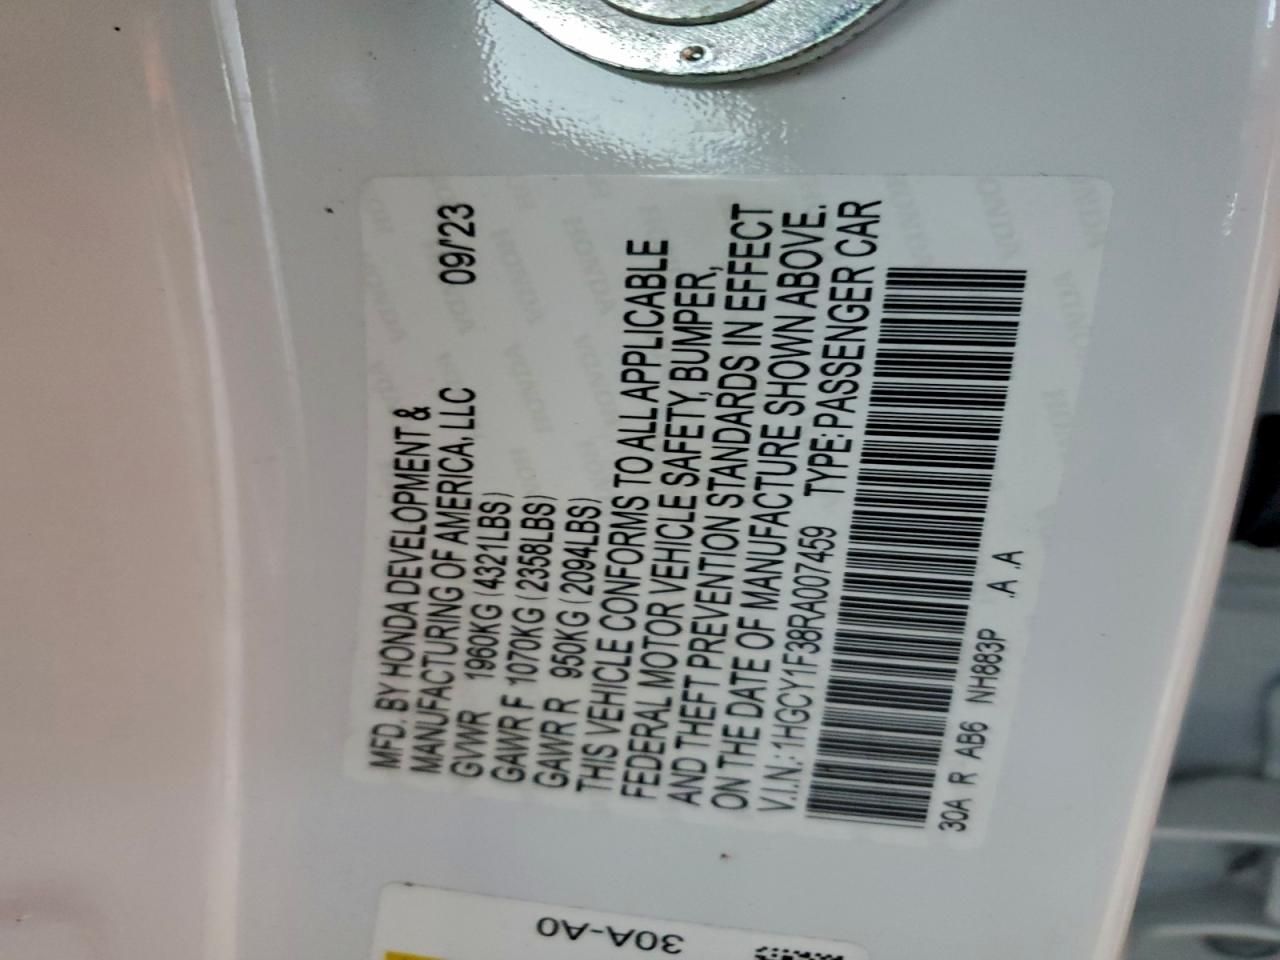 MFD. BY HONDA DEVELOPMENT &
MANUFACTURING OF AMERICA, LLC 09/'23
GVWR 1960KG (4321LBS)
GAWR F 1070KG (2358LBS)
GAWR R 950KG (2094LBS)
THIS VEHICLE CONFORMS TO ALL APPLICABLE
FEDERAL MOTOR VEHICLE SAFETY, BUMPER,
AND THEFT PREVENTION STANDARDS IN EFFECT
ON THE DATE OF MANUFACTURE SHOWN ABOVE.
V.I.N.: 1HGCY1F38RA007459 TYPE: PASSENGER CAR
30A R AB6 NH883P .A .A
30A-A0